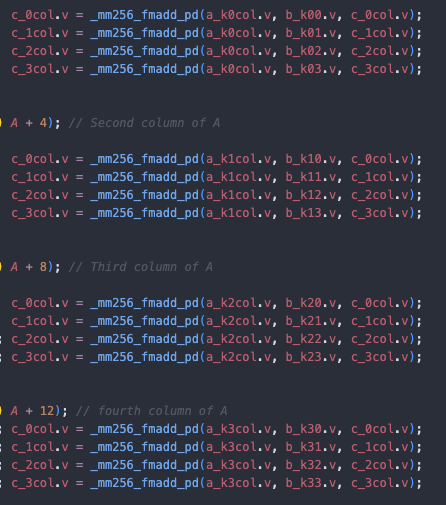 c_0col.v = _mm256_fmadd_pd(a_k0col.v, b_k00.v, c_0col.v);
c_1col.v = _mm256_fmadd_pd(a_k0col.v, b_k01.v, c_1col.v);
c_2col.v = _mm256_fmadd_pd(a_k0col.v, b_k02.v, c_2col.v);
c_3col.v = _mm256_fmadd_pd(a_k0col.v, b_k03.v, c_3col.v);
) A + 4); // Second column of A
c_0col.v = _mm256_fmadd_pd(a_k1col.v, b_k10.v, c_0col.v);
c_1col.v = _mm256_fmadd_pd(a_k1col.v, b_k11.v, c_1col.v);
c_2col.v = _mm256_fmadd_pd(a_k1col.v, b_k12.v, c_2col.v);
c_3col.v = _mm256_fmadd_pd(a_k1col.v, b_k13.v, c_3col.v);
) A + 8); // Third column of A
c_0col.v = _mm256_fmadd_pd(a_k2col.v, b_k20.v, c_0col.v);
c_1col.v = _mm256_fmadd_pd(a_k2col.v, b_k21.v, c_1col.v);
; c_2col.v = _mm256_fmadd_pd(a_k2col.v, b_k22.v, c_2col.v);
; c_3col.v = _mm256_fmadd_pd(a_k2col.v, b_k23.v, c_3col.v);
) A + 12); // fourth column of A
; c_0col.v = _mm256_fmadd_pd(a_k3col.v, b_k30.v, c_0col.v);
; c_1col.v = _mm256_fmadd_pd(a_k3col.v, b_k31.v, c_1col.v);
; c_2col.v = _mm256_fmadd_pd(a_k3col.v, b_k32.v, c_2col.v);
; c_3col.v = _mm256_fmadd_pd(a_k3col.v, b_k33.v, c_3col.v);